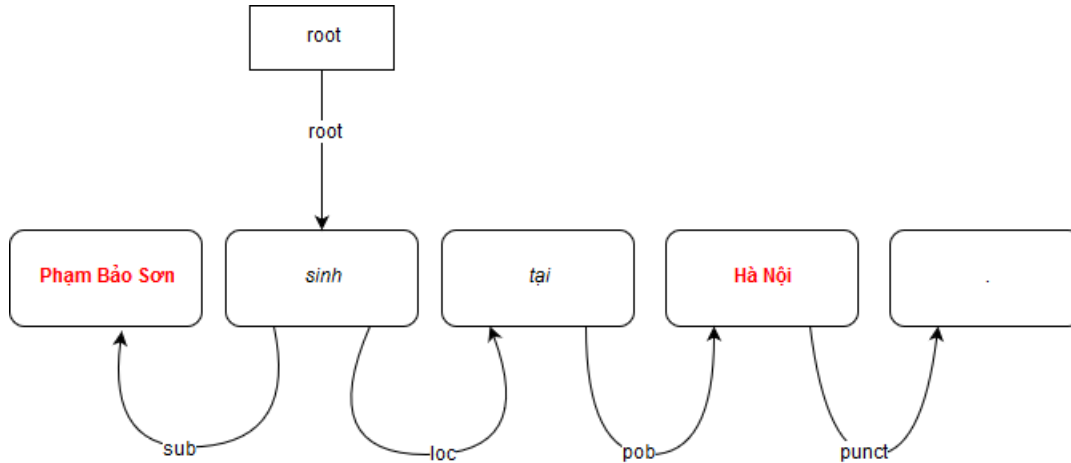 root
root
Phạm Bảo Sơn
sinh
tại
Hà Nội
.
sub
loc
pob
punct